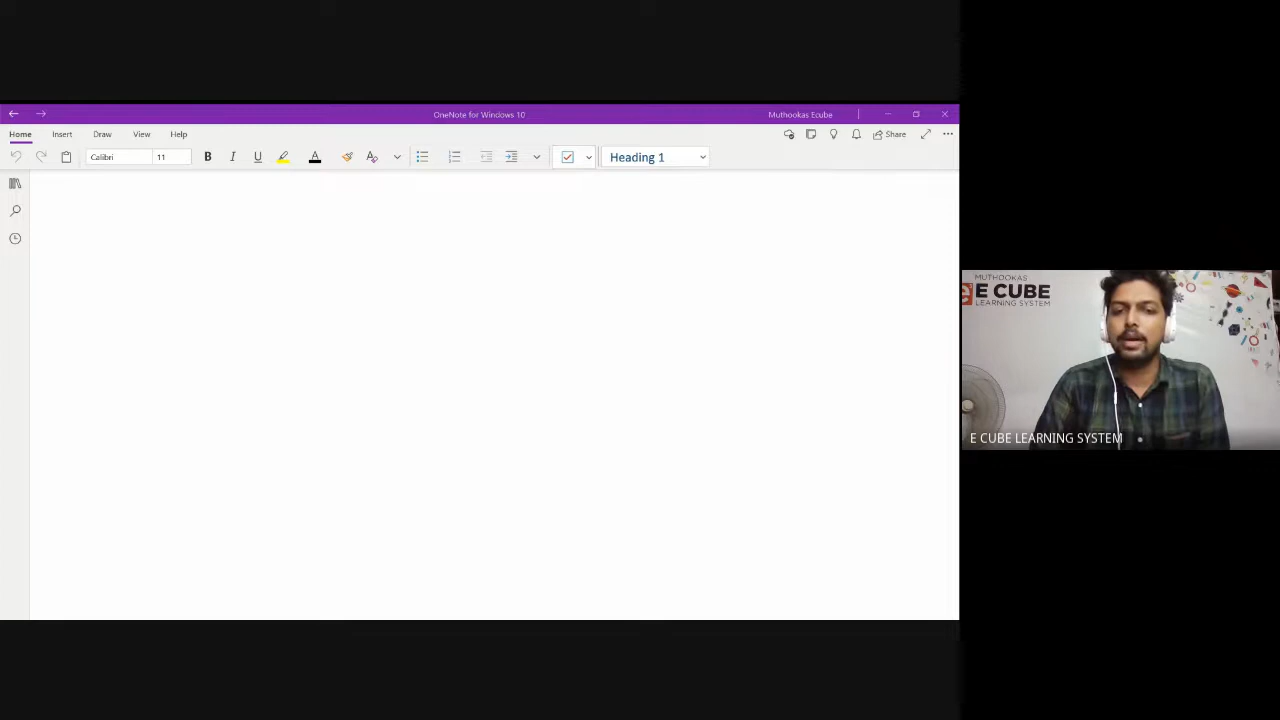 OneNote for Windows 10
Muthookas Ecube
Home Insert Draw View Help
Share
Calibri 11 B I U A A Heading 1
MUTHOOKAS
E CUBE
LEARNING SYSTEM
E CUBE LEARNING SYSTEM